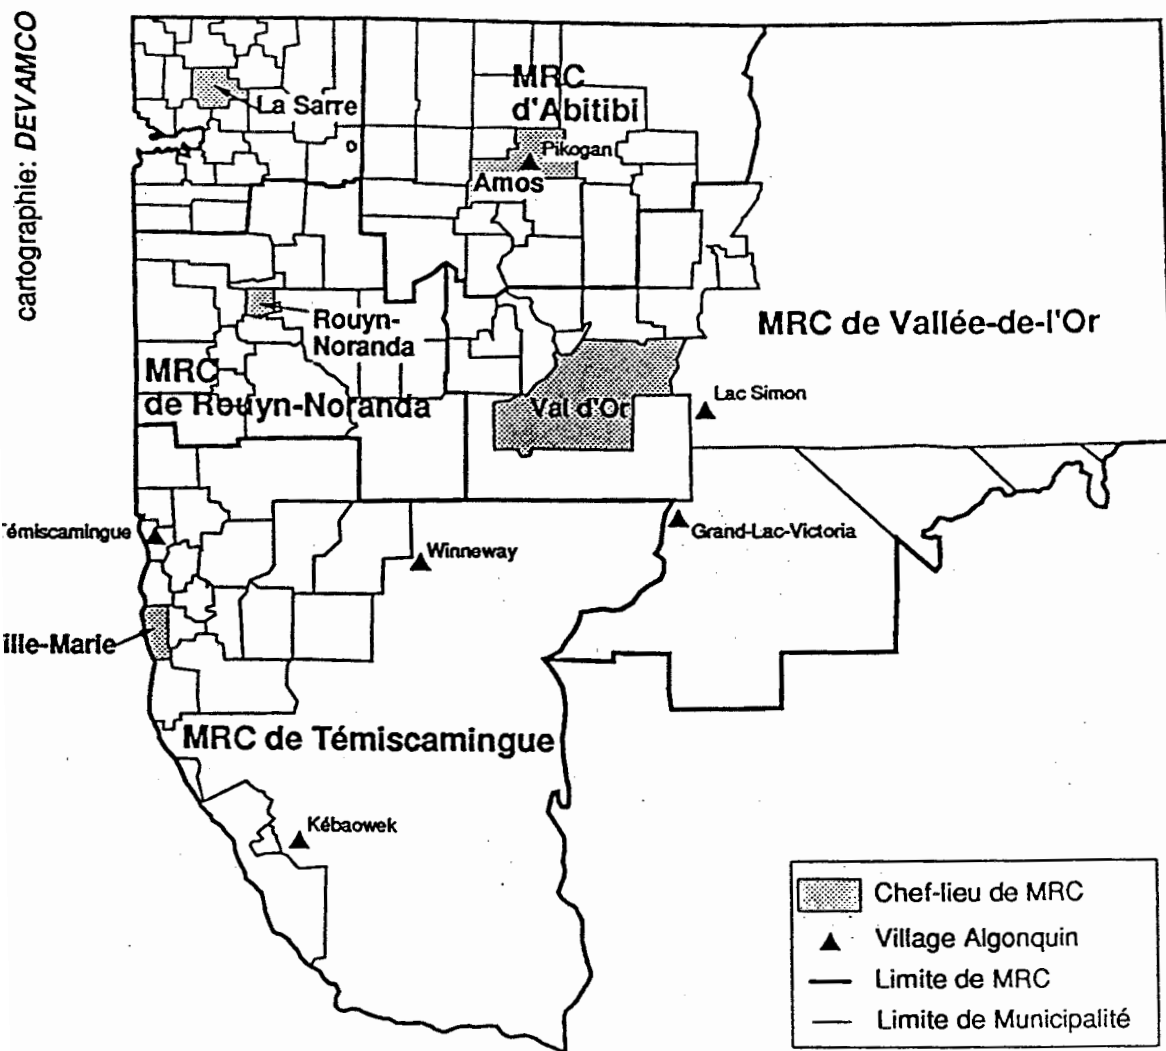 cartographie: DEVAMCO
La Sarre
MRC
d'Abitibi
Pikogan
Amos
Rouyn-
Noranda
MRC de Vallée-de-l'Or
MRC
de Rouyn-Noranda
Val d'Or
Lac Simon
Témiscamingue
Winneway
Grand-Lac-Victoria
ille-Marie
MRC de Témiscamingue
Kébaowek
Chef-lieu de MRC
Village Algonquin
Limite de MRC
Limite de Municipalité